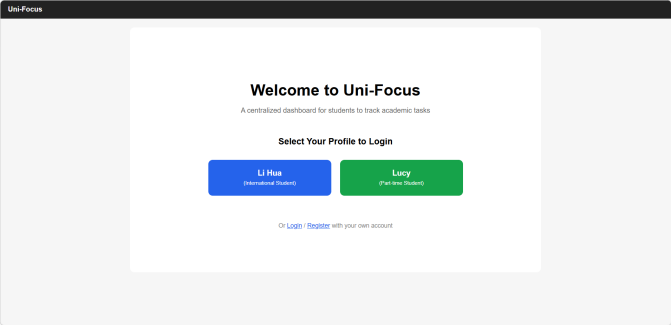 Uni-Focus
Welcome to Uni-Focus
A centralized dashboard for students to track academic tasks
Select Your Profile to Login
Li Hua
(International Student)
Lucy
(Part-time Student)
Or Login / Register with your own account